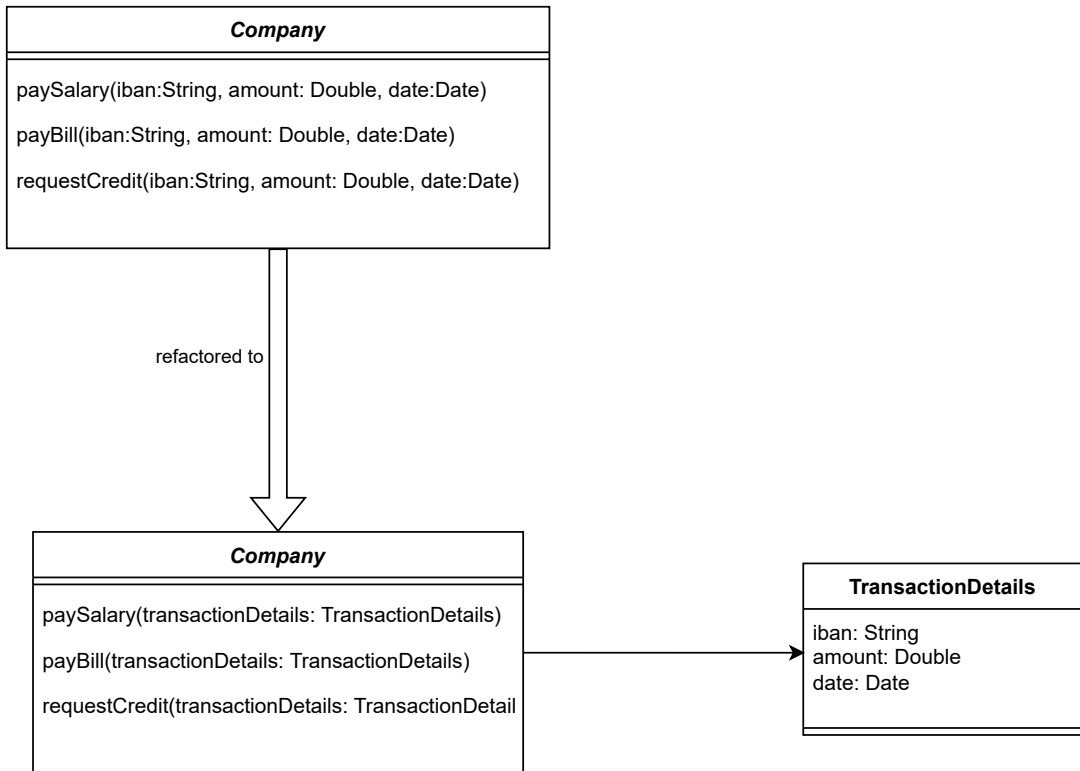 Company
paySalary(iban:String, amount: Double, date:Date)
payBill(iban:String, amount: Double, date:Date)
requestCredit(iban:String, amount: Double, date:Date)
refactored to
Company
paySalary(transactionDetails: TransactionDetails)
payBill(transactionDetails: TransactionDetails)
requestCredit(transactionDetails: TransactionDetail
TransactionDetails
iban: String
amount: Double
date: Date